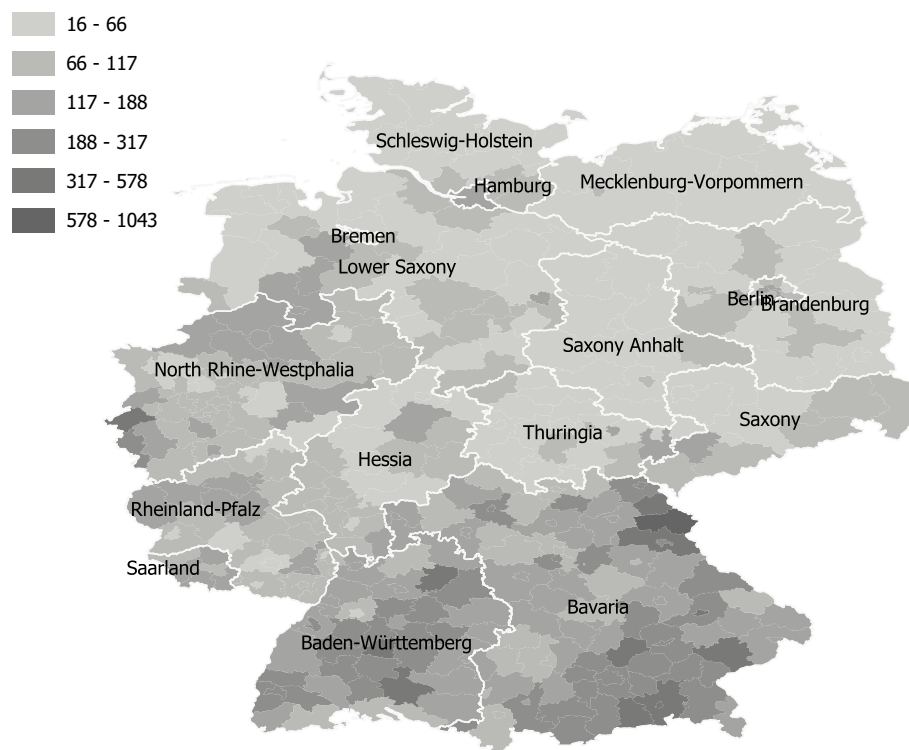 16 - 66
66 - 117
117 - 188
188 - 317
317 - 578
578 - 1043
Schleswig-Holstein
Hamburg
Mecklenburg-Vorpommern
Bremen
Lower Saxony
Berlin
Brandenburg
Saxony Anhalt
North Rhine-Westphalia
Saxony
Thuringia
Hessia
Rheinland-Pfalz
Saarland
Bavaria
Baden-Württemberg